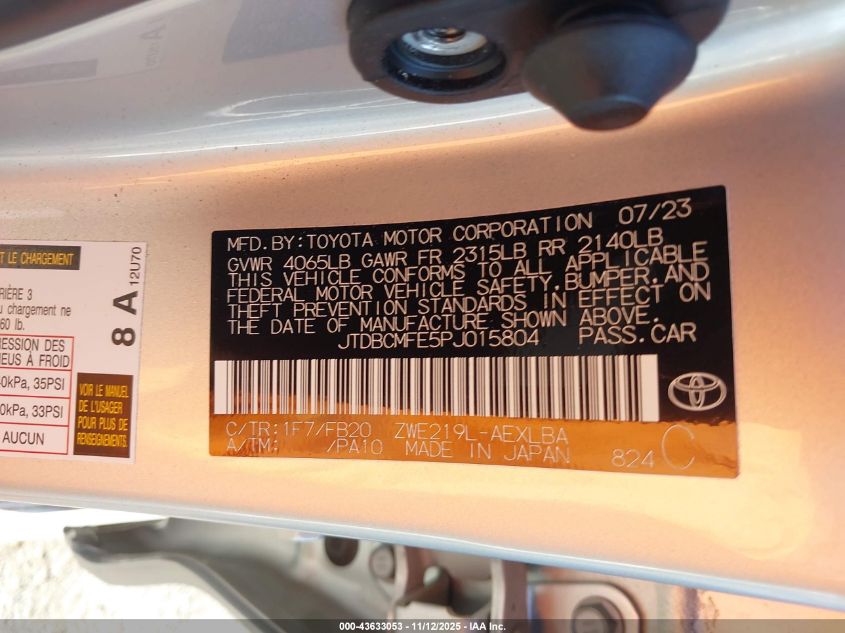 ET LE CHARGEMENT
RIÈRE 3
u chargement ne
60 lb.
RESSION DES
NEUS À FROID
0kPa, 35PSI
0kPa, 33PSI
AUCUN
VOIR LE MANUEL
DE L'USAGER
POUR PLUS DE
RENSEIGNEMENTS
8 A 12U70
MFD.BY:TOYOTA MOTOR CORPORATION 07/23
GVWR 4065LB GAWR FR 2315LB RR 2140LB
THIS VEHICLE CONFORMS TO ALL APPLICABLE
FEDERAL MOTOR VEHICLE SAFETY,BUMPER,AND
THEFT PREVENTION STANDARDS IN EFFECT ON
THE DATE OF MANUFACTURE SHOWN ABOVE.
JTDBCMFE5PJ015804 PASS.CAR
C/TR:1F7/FB20 ZWE219L-AEXLBA
A/TM: /PA10 MADE IN JAPAN 824 C
000-43633053 - 11/12/2025 - IAA Inc.